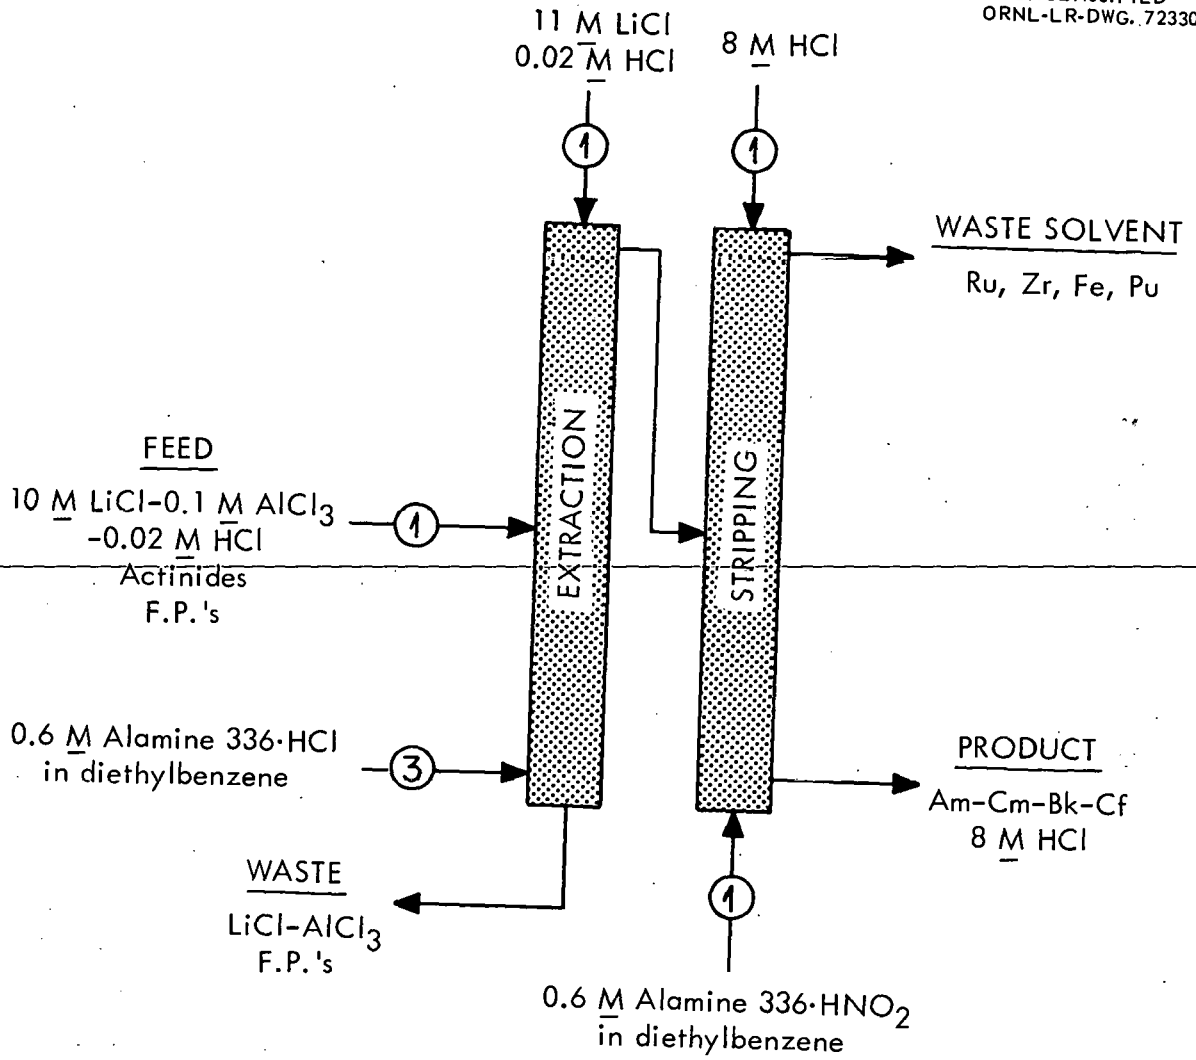 ORNL-LR-DWG. 72330
11 M LiCl
0.02 M HCl
8 M HCl
1
1
WASTE SOLVENT
Ru, Zr, Fe, Pu
FEED
10 M LiCl-0.1 M AlCl3
-0.02 M HCl
Actinides
F.P.'s
1
EXTRACTION
STRIPPING
0.6 M Alamine 336·HCl
in diethylbenzene
3
PRODUCT
Am-Cm-Bk-Cf
8 M HCl
WASTE
LiCl-AlCl3
F.P.'s
1
0.6 M Alamine 336·HNO2
in diethylbenzene